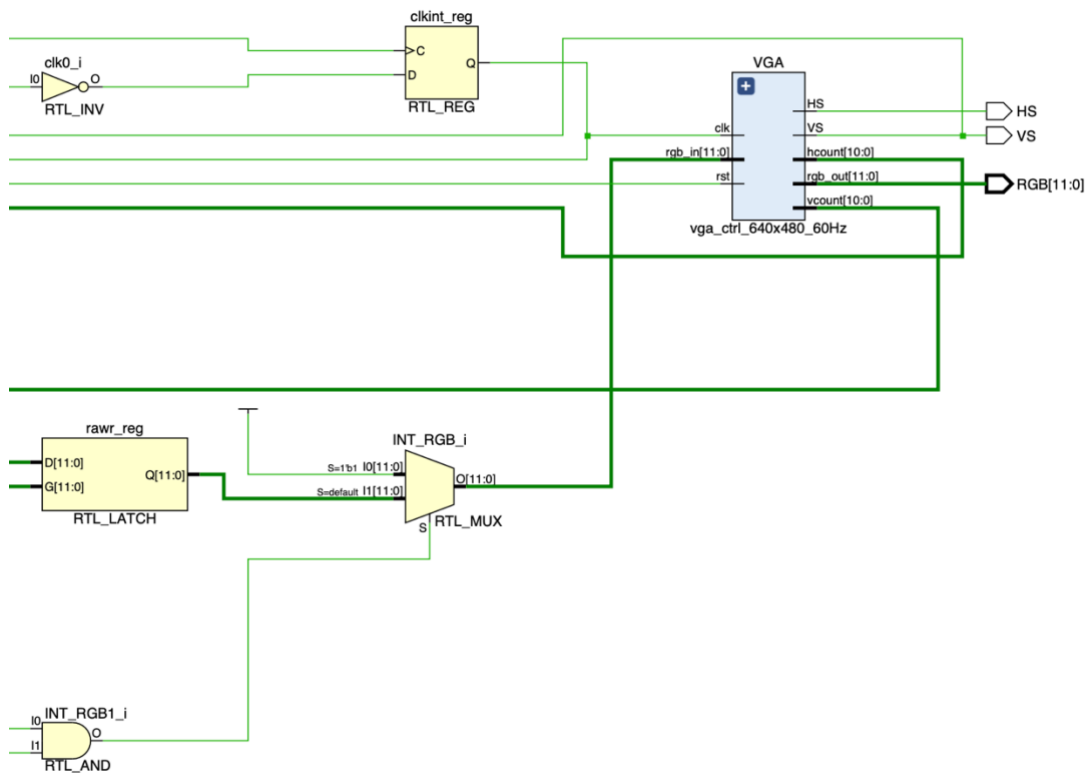 clkint_reg
C
D
Q
RTL_REG
clk0_i
I0
O
RTL_INV
VGA
HS
VS
clk
rgb_in[11:0]
hcount[10:0]
rgb_out[11:0]
rst
vcount[10:0]
vga_ctrl_640x480_60Hz
HS
VS
RGB[11:0]
rawr_reg
D[11:0]
Q[11:0]
G[11:0]
RTL_LATCH
INT_RGB_i
S=1'b1 I0[11:0]
S=default I1[11:0]
O[11:0]
S
RTL_MUX
INT_RGB1_i
I0
O
I1
RTL_AND